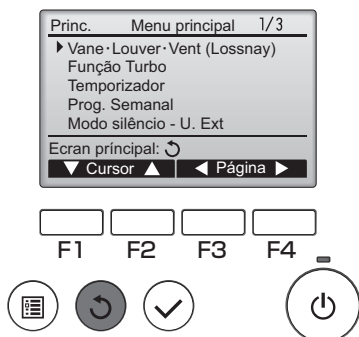 Princ. Menu principal 1/3
Vane·Louver·Vent (Lossnay)
Função Turbo
Temporizador
Prog. Semanal
Modo silêncio - U. Ext
Ecran príncipal:
Cursor Página
F1 F2 F3 F4